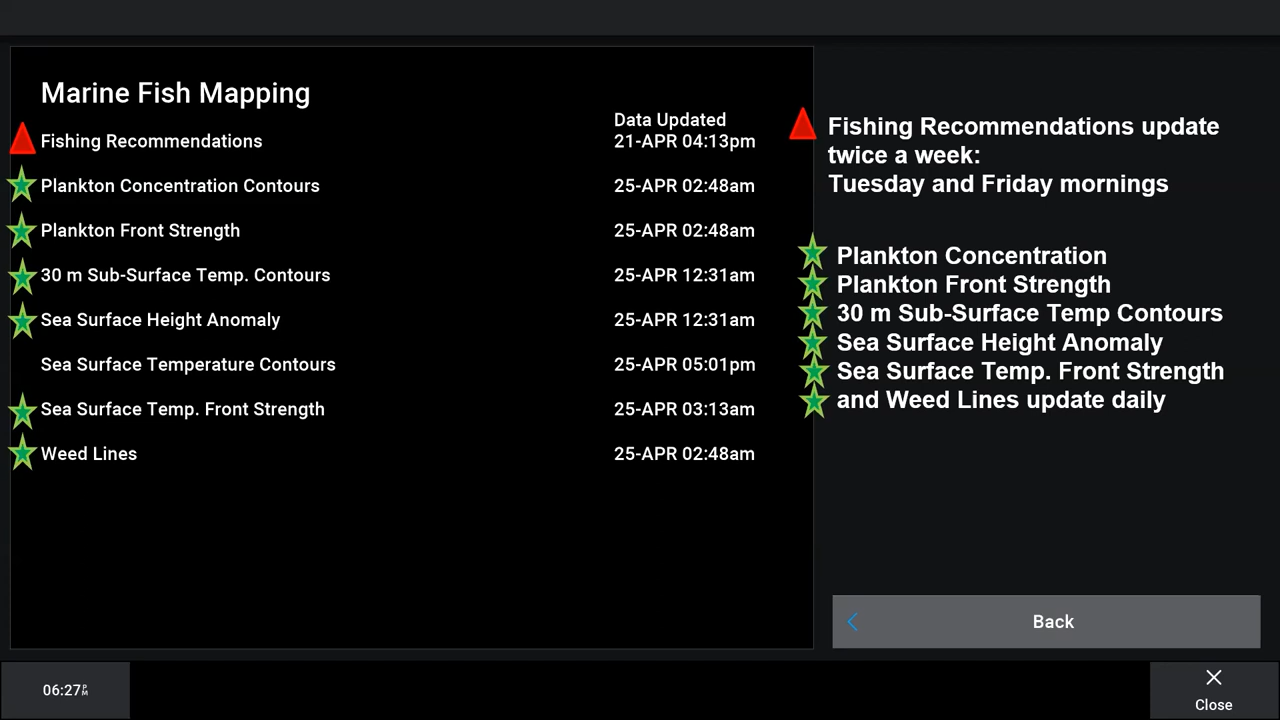 Marine Fish Mapping
Data Updated
Fishing Recommendations 21-APR 04:13pm
Plankton Concentration Contours 25-APR 02:48am
Plankton Front Strength 25-APR 02:48am
30 m Sub-Surface Temp. Contours 25-APR 12:31am
Sea Surface Height Anomaly 25-APR 12:31am
Sea Surface Temperature Contours 25-APR 05:01pm
Sea Surface Temp. Front Strength 25-APR 03:13am
Weed Lines 25-APR 02:48am
Fishing Recommendations update
twice a week:
Tuesday and Friday mornings
Plankton Concentration
Plankton Front Strength
30 m Sub-Surface Temp Contours
Sea Surface Height Anomaly
Sea Surface Temp. Front Strength
and Weed Lines update daily
Back
06:27PM
Close